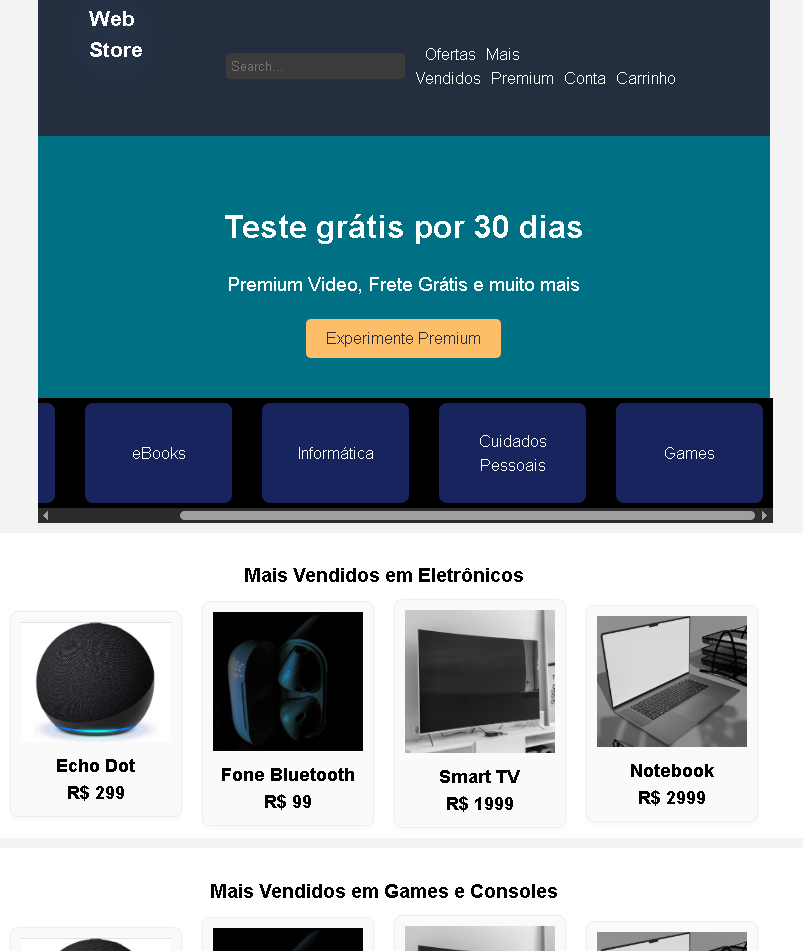 Web
Store
Search...
Ofertas Mais
Vendidos Premium Conta Carrinho
Teste grátis por 30 dias
Premium Video, Frete Grátis e muito mais
Experimente Premium
eBooks
Informática
Cuidados
Pessoais
Games
Mais Vendidos em Eletrônicos
Echo Dot
R$ 299
Fone Bluetooth
R$ 99
Smart TV
R$ 1999
Notebook
R$ 2999
Mais Vendidos em Games e Consoles